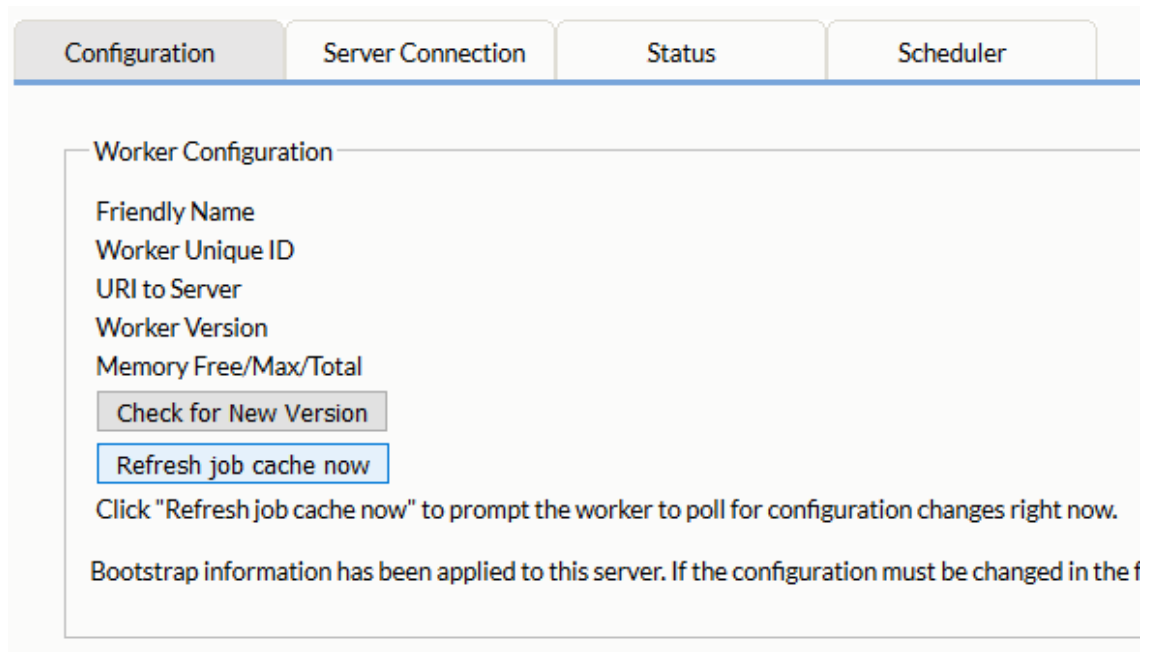 Configuration Server Connection Status Scheduler
Worker Configuration
Friendly Name
Worker Unique ID
URI to Server
Worker Version
Memory Free/Max/Total
Check for New Version
Refresh job cache now
Click "Refresh job cache now" to prompt the worker to poll for configuration changes right now.
Bootstrap information has been applied to this server. If the configuration must be changed in the